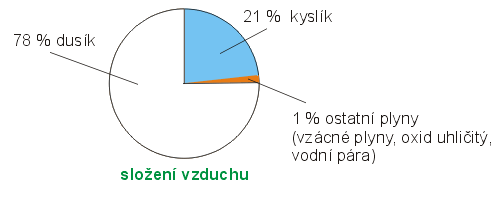 21 % kyslík
78 % dusík
1 % ostatní plyny
(vzácné plyny, oxid uhličitý,
vodní pára)
složení vzduchu